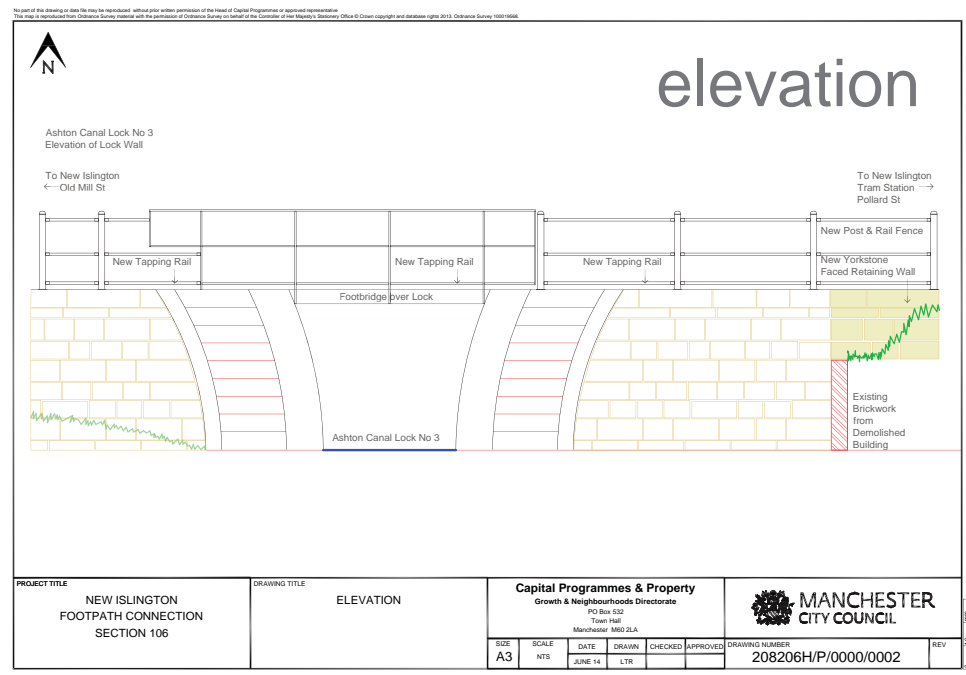 No part of this drawing or data file may be reproduced without prior written permission of the Head of Capital Programmes or approved representative.
This map is reproduced from Ordnance Survey material with the permission of Ordnance Survey on behalf of the Controller of Her Majesty's Stationery Office © Crown copyright and database rights 2013. Ordnance Survey 100019568.
N
elevation
Ashton Canal Lock No 3
Elevation of Lock Wall
To New Islington
Old Mill St
To New Islington
Tram Station
Pollard St
New Post & Rail Fence
New Tapping Rail
New Tapping Rail
New Tapping Rail
New Yorkstone
Faced Retaining Wall
Footbridge over Lock
Existing
Brickwork
from
Demolished
Building
Ashton Canal Lock No 3
PROJECT TITLE
NEW ISLINGTON
FOOTPATH CONNECTION
SECTION 106
DRAWING TITLE
ELEVATION
Capital Programmes & Property
Growth & Neighbourhoods Directorate
PO Box 532
Town Hall
Manchester M60 2LA
SIZE
A3
SCALE
NTS
DATE
JUNE 14
DRAWN
LTR
CHECKED
APPROVED
MANCHESTER
CITY COUNCIL
DRAWING NUMBER
208206H/P/0000/0002
REV